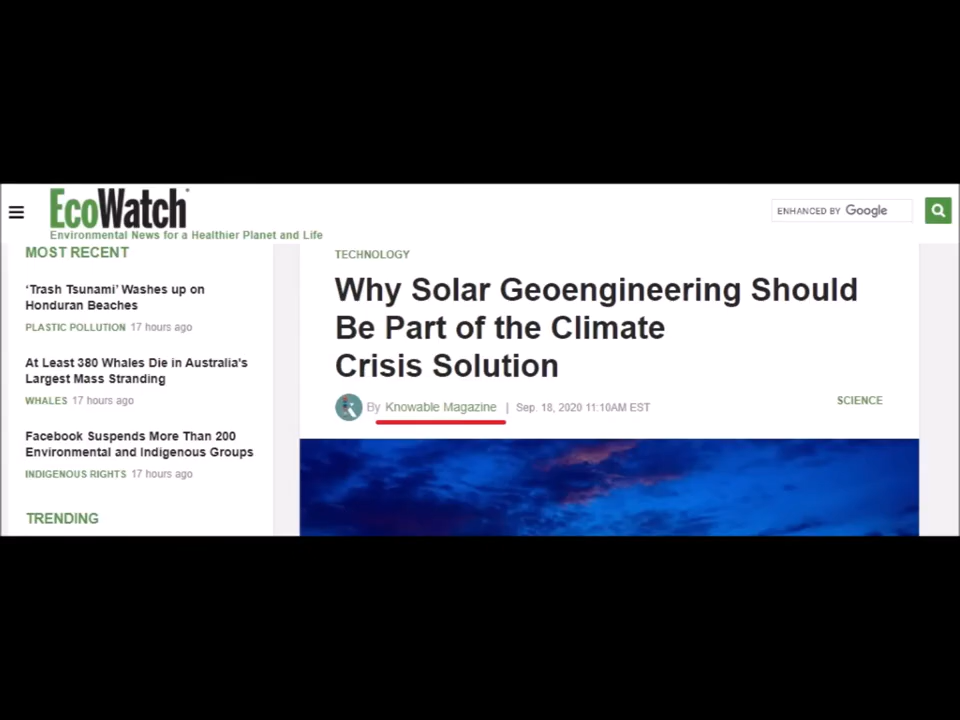 EcoWatch
Environmental News for a Healthier Planet and Life
ENHANCED BY Google
MOST RECENT
‘Trash Tsunami’ Washes up on
Honduran Beaches
PLASTIC POLLUTION 17 hours ago
At Least 380 Whales Die in Australia's
Largest Mass Stranding
WHALES 17 hours ago
Facebook Suspends More Than 200
Environmental and Indigenous Groups
INDIGENOUS RIGHTS 17 hours ago
TRENDING
TECHNOLOGY
Why Solar Geoengineering Should
Be Part of the Climate
Crisis Solution
By Knowable Magazine | Sep. 18, 2020 11:10AM EST
SCIENCE